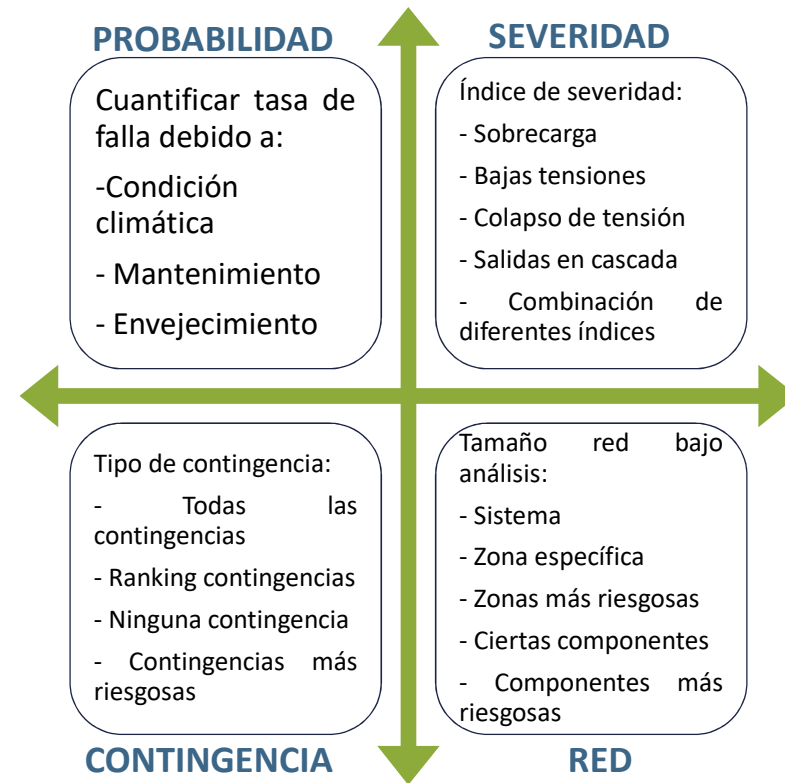 PROBABILIDAD
Cuantificar tasa de
falla debido a:
-Condición
climática
- Mantenimiento
- Envejecimiento
SEVERIDAD
Índice de severidad:
- Sobrecarga
- Bajas tensiones
- Colapso de tensión
- Salidas en cascada
- Combinación de
diferentes índices
Tipo de contingencia:
- Todas las
contingencias
- Ranking contingencias
- Ninguna contingencia
- Contingencias más
riesgosas
CONTINGENCIA
Tamaño red bajo
análisis:
- Sistema
- Zona específica
- Zonas más riesgosas
- Ciertas componentes
- Componentes más
riesgosas
RED